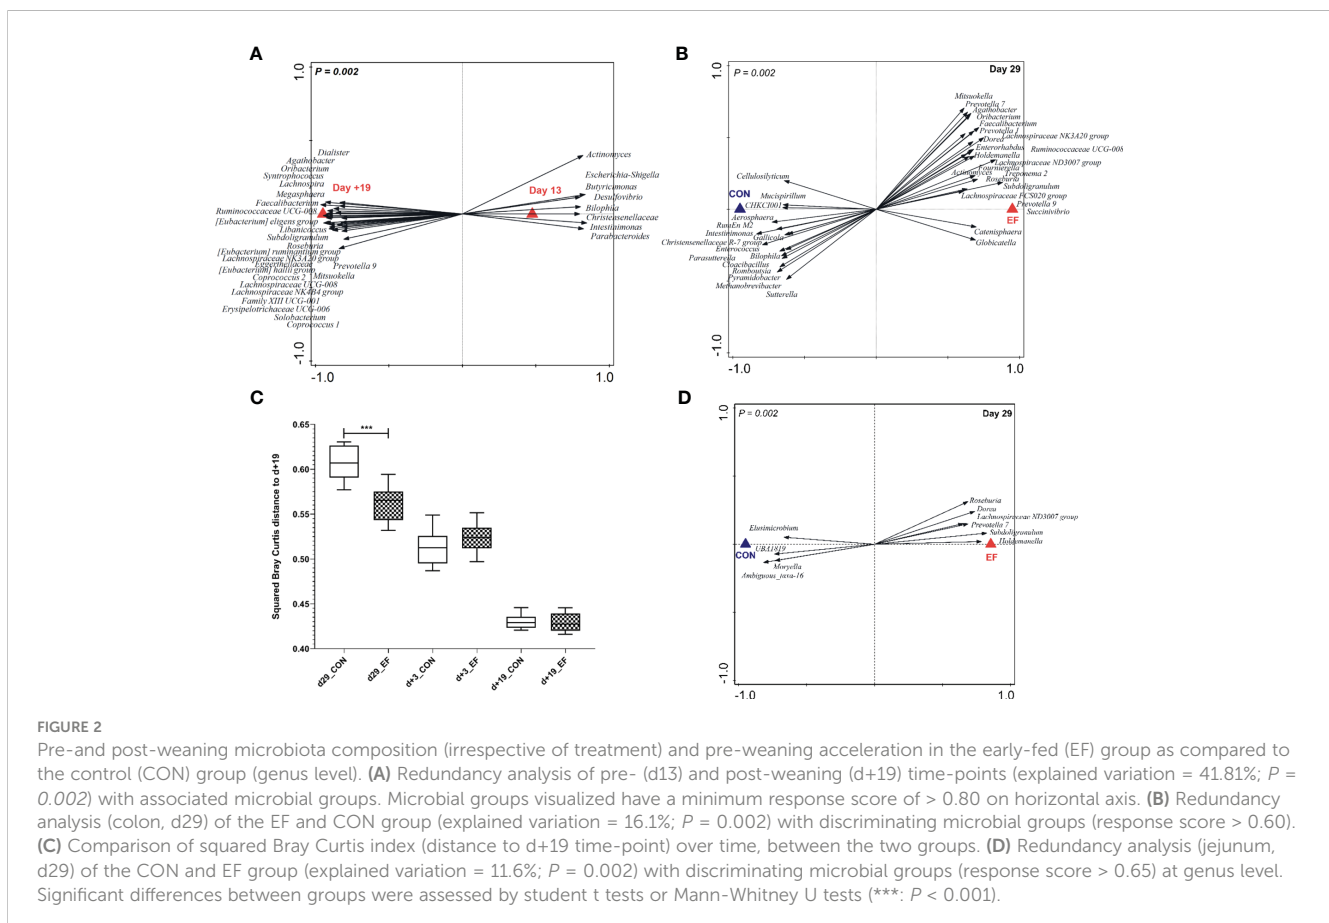 A
P = 0.002
1.0
Dialister
Agathobacter
Oribacterium
Syntrophococcus
Lachnospira
Megasphaera
Faecalibacterium
Ruminococcaceae UCG-008
[Eubacterium] eligens group
Libanicoccus
Subdoligranulum
Roseburia
[Eubacterium] ruminantium group
Lachnospiraceae NK3A20 group
Eggerthellaceae
Prevotella 9
[Eubacterium] hallii group
Mitsuokella
Coprococcus 2
Lachnospiraceae UCG-008
Lachnospiraceae NK4B4 group
Family XIII UCG-001
Erysipelotrichaceae UCG-006
Solobacterium
Coprococcus 1
Day +19
Day 13
Actinomyces
Escherichia-Shigella
Butyricimonas
Desulfovibrio
Bilophila
Christensenellaceae
Intestinimonas
Parabacteroides
-1.0
-1.0
1.0
B
P = 0.002
Day 29
1.0
Mitsuokella
Prevotella 7
Agathobacter
Oribacterium
Faecalibacterium
Prevotella 1
Lachnospiraceae NK3A20 group
Dorea
Enterorhabdus
Ruminococcaceae UCG-008
Holdemanella
Lachnospiraceae ND3007 group
Fournierella
Actinomyces
Treponema 2
Roseburia
Subdoligranulum
Lachnospiraceae FCS020 group
Prevotella 9
Succinivibrio
EF
Catenisphaera
Globicatella
Cellulosilyticum
CON
Mucispirillum
CHKCI001
Aerosphaera
Intestinimonas
Gallicola
Christensenellaceae R-7 group
Enterococcus
Parasutterella
Bilophila
Cloacibacillus
Romboutsia
Pyramidobacter
Methanobrevibacter
Sutterella
-1.0
-1.0
1.0
C
Squared Bray Curtis distance to d+19
0.65
0.60
0.55
0.50
0.45
0.40
***
d29_CON
d29_EF
d+3_CON
d+3_EF
d+19_CON
d+19_EF
D
P = 0.002
Day 29
1.0
Roseburia
Dorea
Lachnospiraceae ND3007 group
Prevotella 7
Subdoligranulum
Holdemanella
EF
Elusimicrobium
CON
UBA1819
Moryella
Ambiguous_taxa-16
-1.0
-1.0
1.0
FIGURE 2
Pre-and post-weaning microbiota composition (irrespective of treatment) and pre-weaning acceleration in the early-fed (EF) group as compared to
the control (CON) group (genus level). (A) Redundancy analysis of pre- (d13) and post-weaning (d+19) time-points (explained variation = 41.81%; P =
0.002) with associated microbial groups. Microbial groups visualized have a minimum response score of > 0.80 on horizontal axis. (B) Redundancy
analysis (colon, d29) of the EF and CON group (explained variation = 16.1%; P = 0.002) with discriminating microbial groups (response score > 0.60).
(C) Comparison of squared Bray Curtis index (distance to d+19 time-point) over time, between the two groups. (D) Redundancy analysis (jejunum,
d29) of the CON and EF group (explained variation = 11.6%; P = 0.002) with discriminating microbial groups (response score > 0.65) at genus level.
Significant differences between groups were assessed by student t tests or Mann-Whitney U tests (***: P < 0.001).